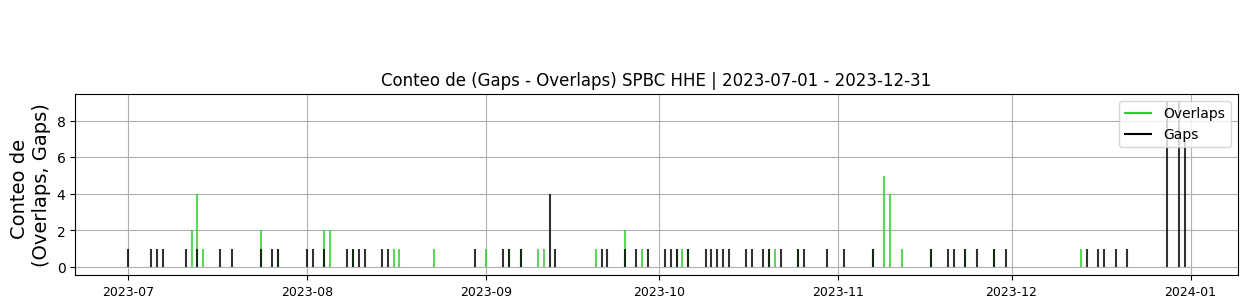 Conteo de (Gaps - Overlaps) SPBC HHE | 2023-07-01 - 2023-12-31
Conteo de
(Overlaps, Gaps)
8
6
4
2
0
Overlaps
Gaps
2023-07
2023-08
2023-09
2023-10
2023-11
2023-12
2024-01